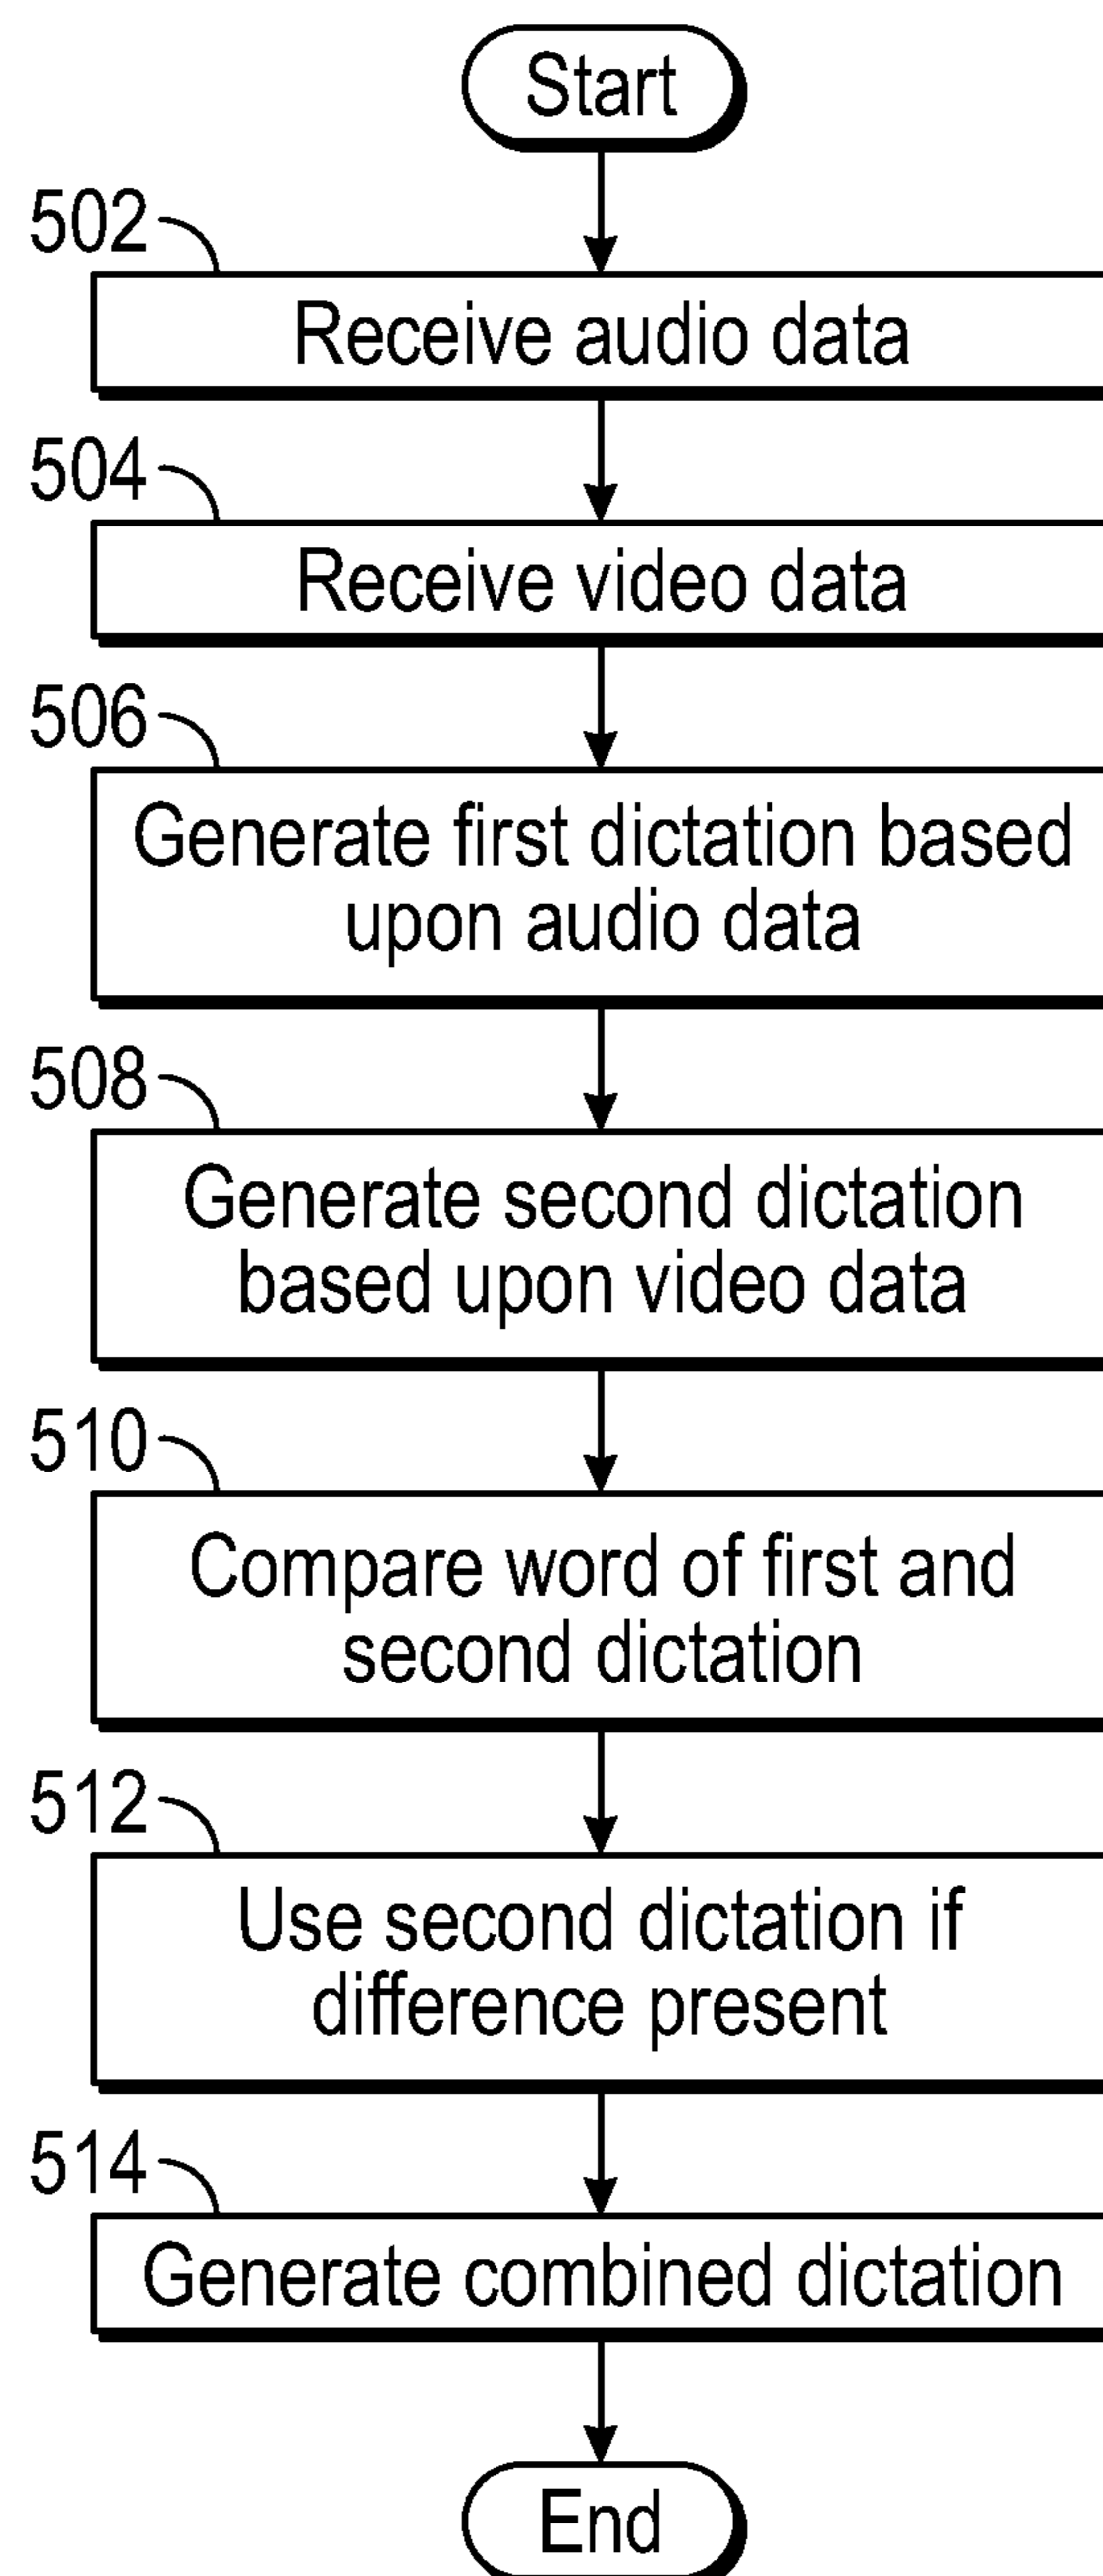 Start
502
Receive audio data
504
Receive video data
506
Generate first dictation based
upon audio data
508
Generate second dictation
based upon video data
510
Compare word of first and
second dictation
512
Use second dictation if
difference present
514
Generate combined dictation
End